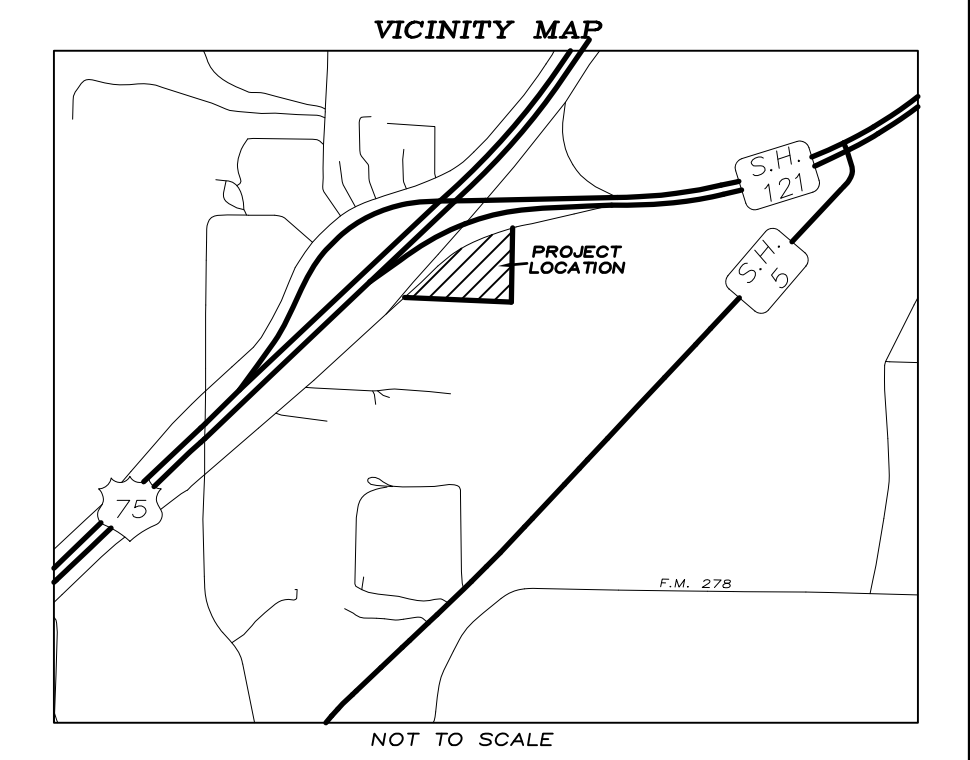 VICINITY MAP
S.H.
121
PROJECT
LOCATION
S.H.
5
75
F.M. 278
NOT TO SCALE